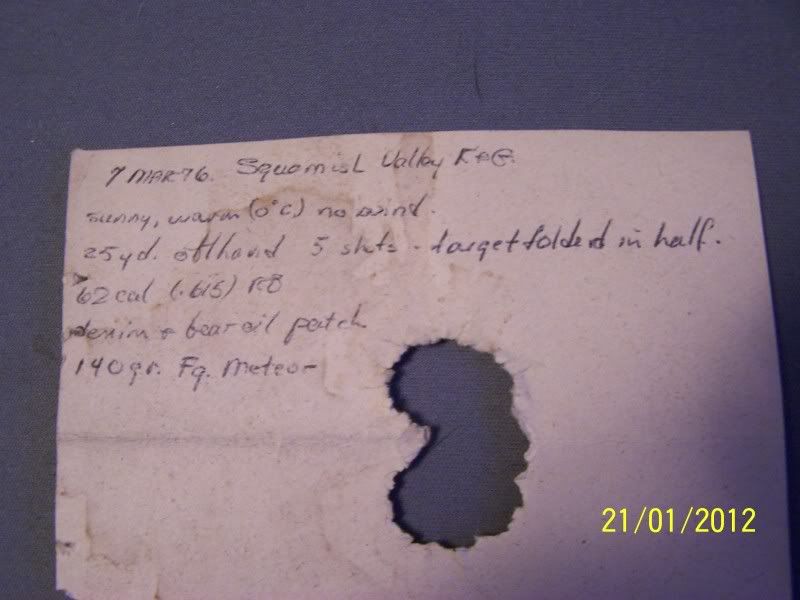 7 MAR 76. Squamish Valley R&G.
sunny, warm (0°C) no wind.
25 yd. offhand 5 shots - target folded in half.
62 cal (.615) RB
denim & bear oil patch
140 gr. Fg. Meteor
21/01/2012